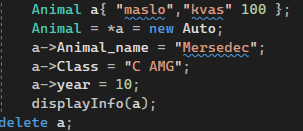 Animal a{ "maslo","kvas" 100 };
Animal = *a = new Auto;
a->Animal_name = "Mersedec";
a->Class = "C AMG";
a->year = 10;
displayInfo(a);
delete a;